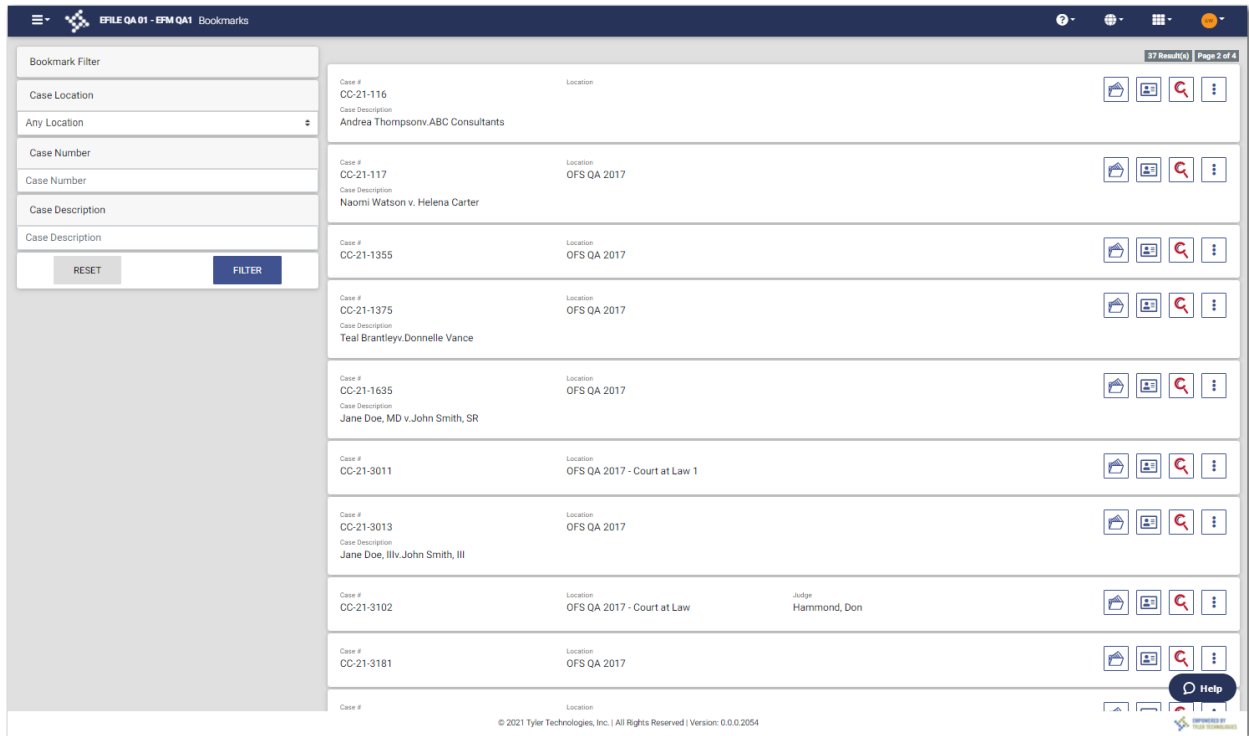 EFILE QA 01 - EFM QA1 Bookmarks
Bookmark Filter
Case Location
Any Location
Case Number
Case Number
Case Description
Case Description
RESET FILTER
37 Result(s) Page 2 of 4
Case # Location
CC-21-116
Case Description
Andrea Thompsonv.ABC Consultants
Case # Location
CC-21-117 OFS QA 2017
Case Description
Naomi Watson v. Helena Carter
Case # Location
CC-21-1355 OFS QA 2017
Case # Location
CC-21-1375 OFS QA 2017
Case Description
Teal Brantleyv.Donnelle Vance
Case # Location
CC-21-1635 OFS QA 2017
Case Description
Jane Doe, MD v.John Smith, SR
Case # Location
CC-21-3011 OFS QA 2017 - Court at Law 1
Case # Location
CC-21-3013 OFS QA 2017
Case Description
Jane Doe, IIIv.John Smith, III
Case # Location Judge
CC-21-3102 OFS QA 2017 - Court at Law Hammond, Don
Case # Location
CC-21-3181 OFS QA 2017
Case # Location
Help
© 2021 Tyler Technologies, Inc. | All Rights Reserved | Version: 0.0.0.2054
EMPOWERED BY
TYLER TECHNOLOGIES